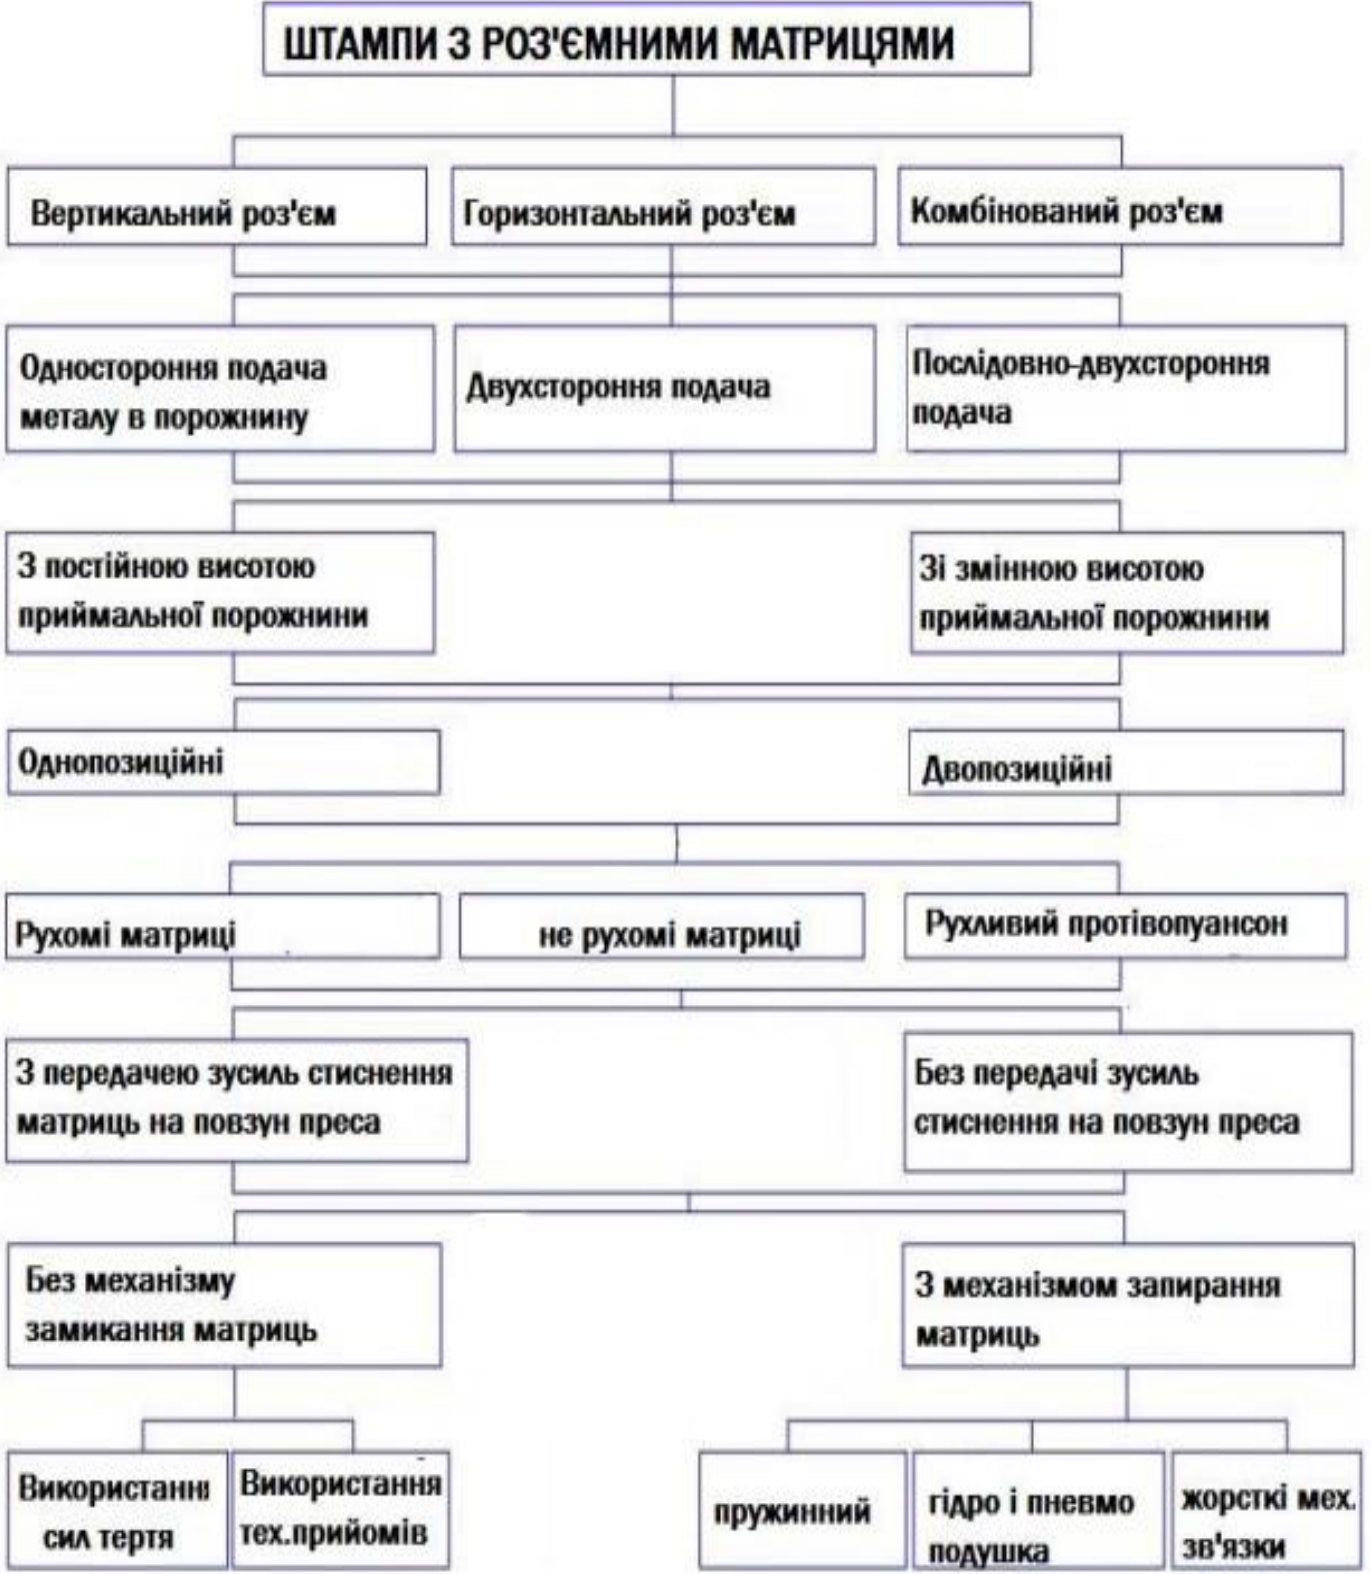 ШТАМПИ З РОЗ'ЄМНИМИ МАТРИЦЯМИ
Вертикальний роз'єм
Горизонтальний роз'єм
Комбінований роз'єм
Одностороння подача
металу в порожнину
Двухстороння подача
Послідовно-двухстороння
подача
З постійною висотою
приймальної порожнини
Зі змінною висотою
приймальної порожнини
Однопозиційні
Двопозиційні
Рухомі матриці
не рухомі матриці
Рухливий протівопуансон
З передачею зусиль стиснення
матриць на повзун преса
Без передачі зусиль
стиснення на повзун преса
Без механізму
замикання матриць
З механізмом запирання
матриць
Використанн
сил тертя
Використання
тех.прийомів
пружинний
гідро і пневмо
подушка
жорсткі мех.
зв'язки